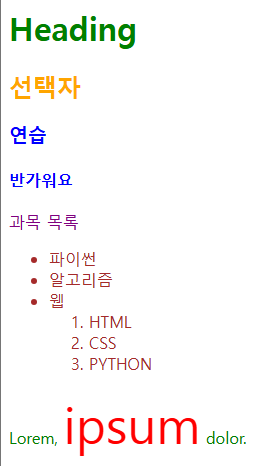 Heading
선택자
연습
반가워요
과목 목록
파이썬
알고리즘
웹
1. HTML
2. CSS
3. PYTHON
Lorem, ipsum dolor.